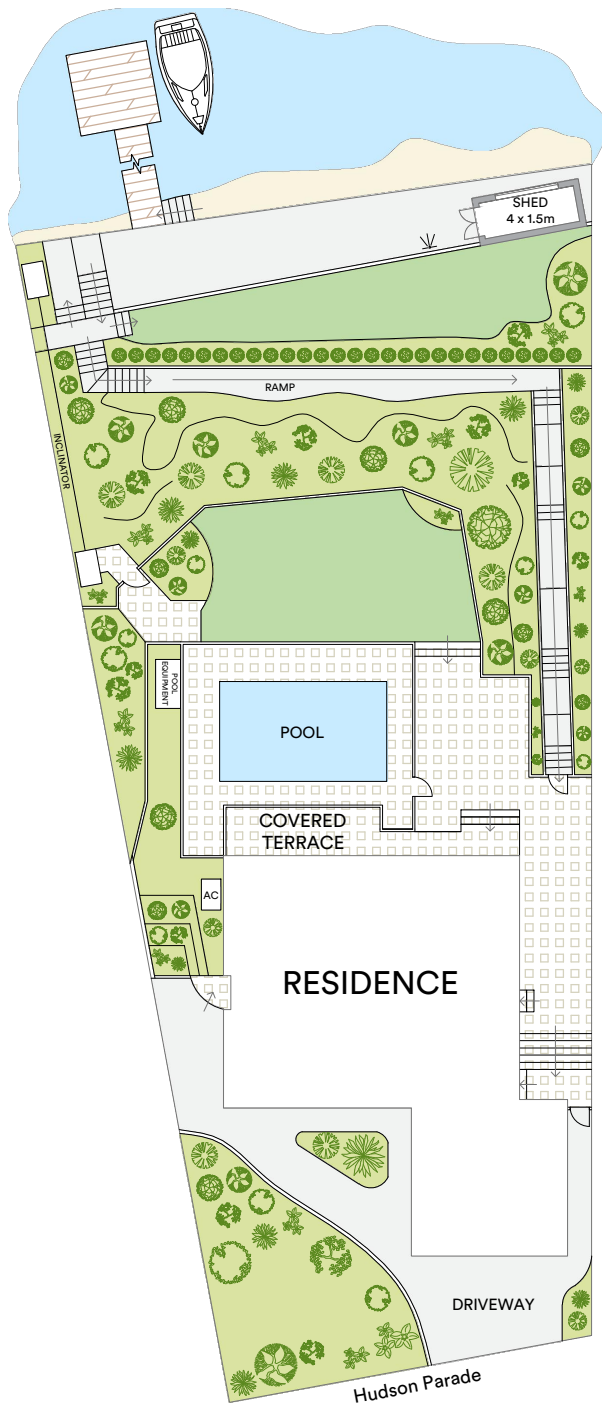 SHED
4 x 1.5m
RAMP
INCLINATOR
POOL
EQUIPMENT
POOL
COVERED
TERRACE
AC
RESIDENCE
DRIVEWAY
Hudson Parade